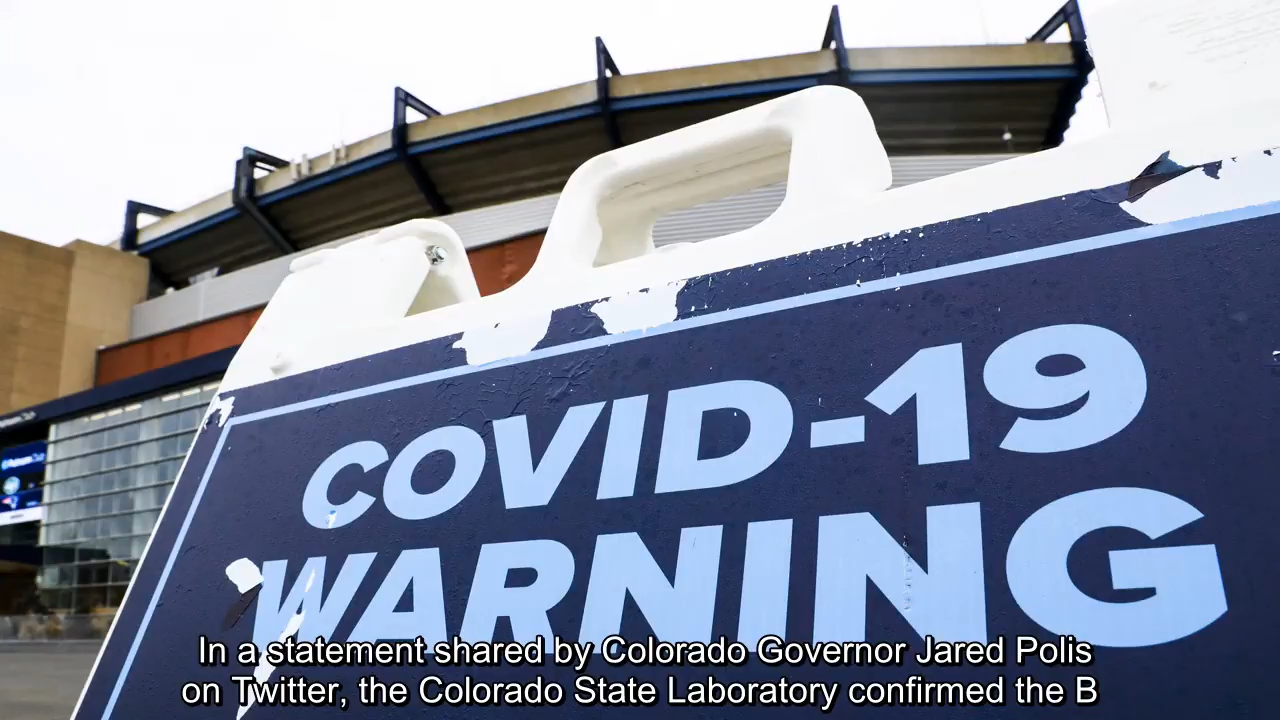 COVID-19
WARNING
In a statement shared by Colorado Governor Jared Polis
on Twitter, the Colorado State Laboratory confirmed the B